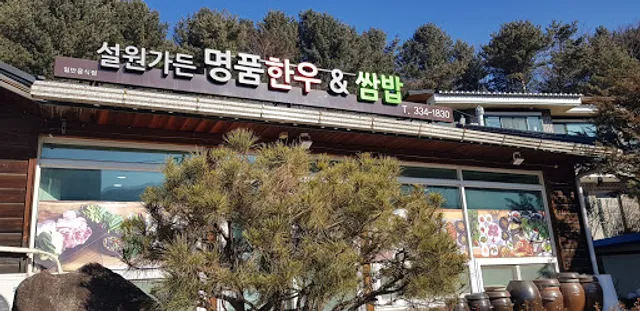 설원가든 명품한우 & 쌈밥
일반음식점
T. 334-1830